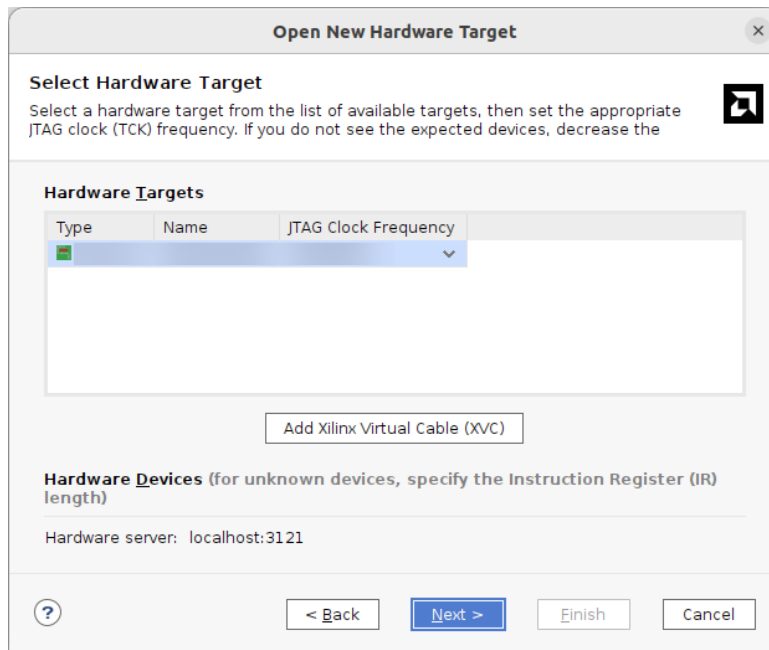 Open New Hardware Target
Select Hardware Target
Select a hardware target from the list of available targets, then set the appropriate
JTAG clock (TCK) frequency. If you do not see the expected devices, decrease the
Hardware Targets
Type Name JTAG Clock Frequency
Add Xilinx Virtual Cable (XVC)
Hardware Devices (for unknown devices, specify the Instruction Register (IR)
length)
Hardware server: localhost:3121
? < Back Next > Finish Cancel